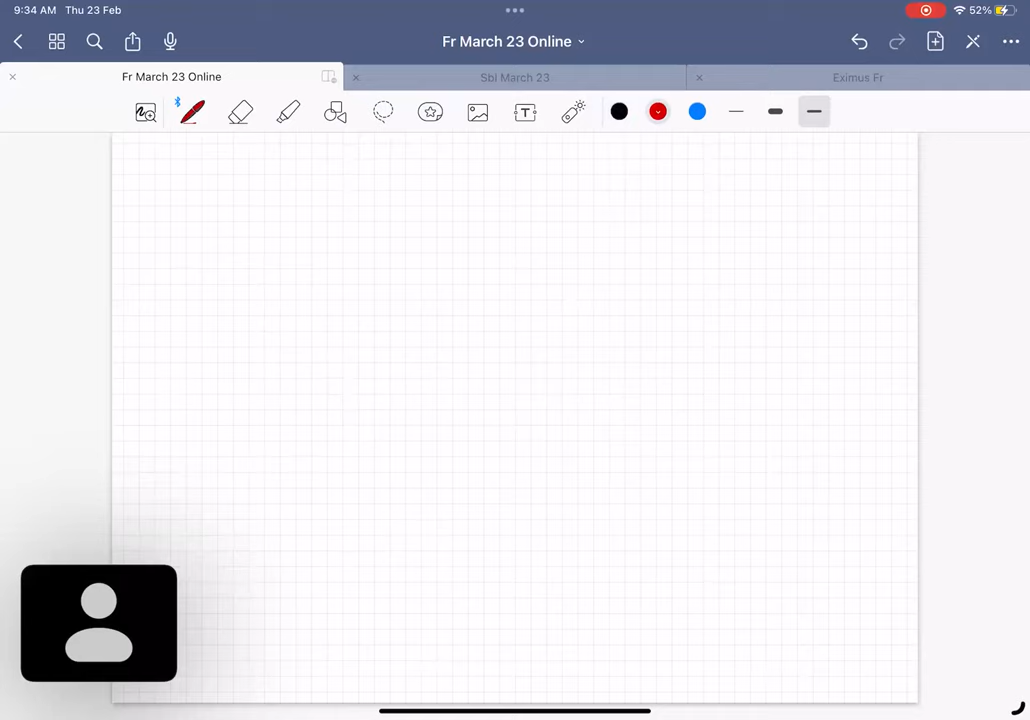 9:34 AM Thu 23 Feb
52%
Fr March 23 Online
Fr March 23 Online
Sbl March 23
Eximus Fr
T